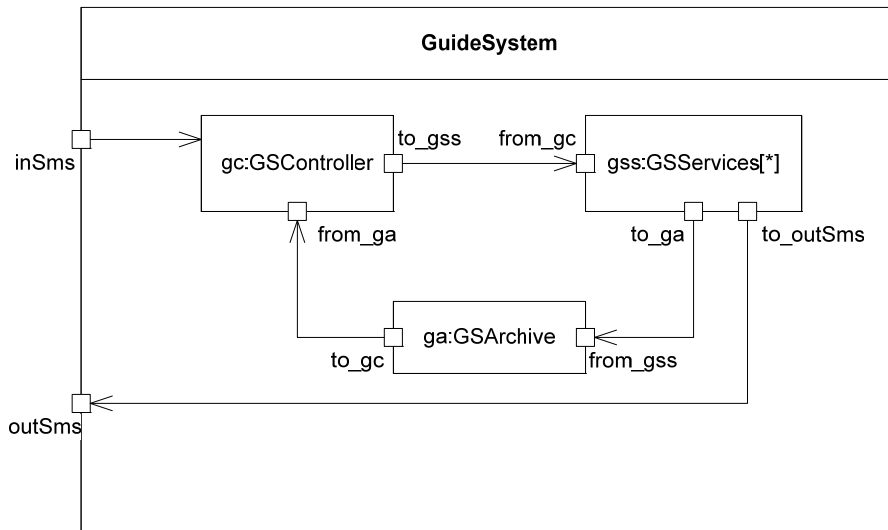 GuideSystem
to_gss
from_gc
inSms
gc:GSController
gss:GSServices[*]
from_ga
to_ga
to_outSms
ga:GSArchive
to_gc
from_gss
outSms